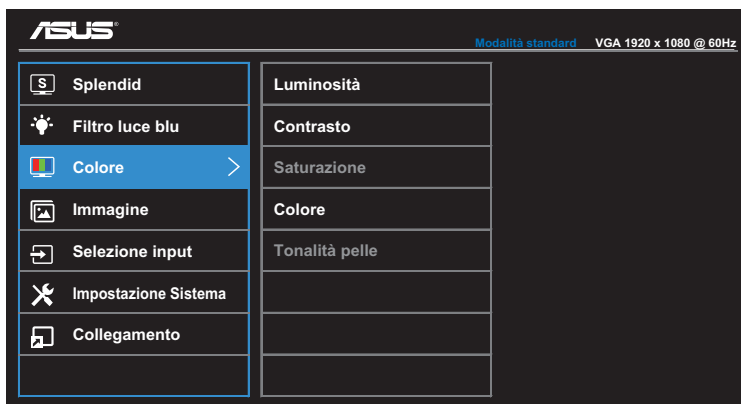 ASUS
Modalità standard VGA 1920 x 1080 @ 60Hz
S Splendid
Filtro luce blu
Colore
Immagine
Selezione input
Impostazione Sistema
Collegamento
Luminosità
Contrasto
Saturazione
Colore
Tonalità pelle